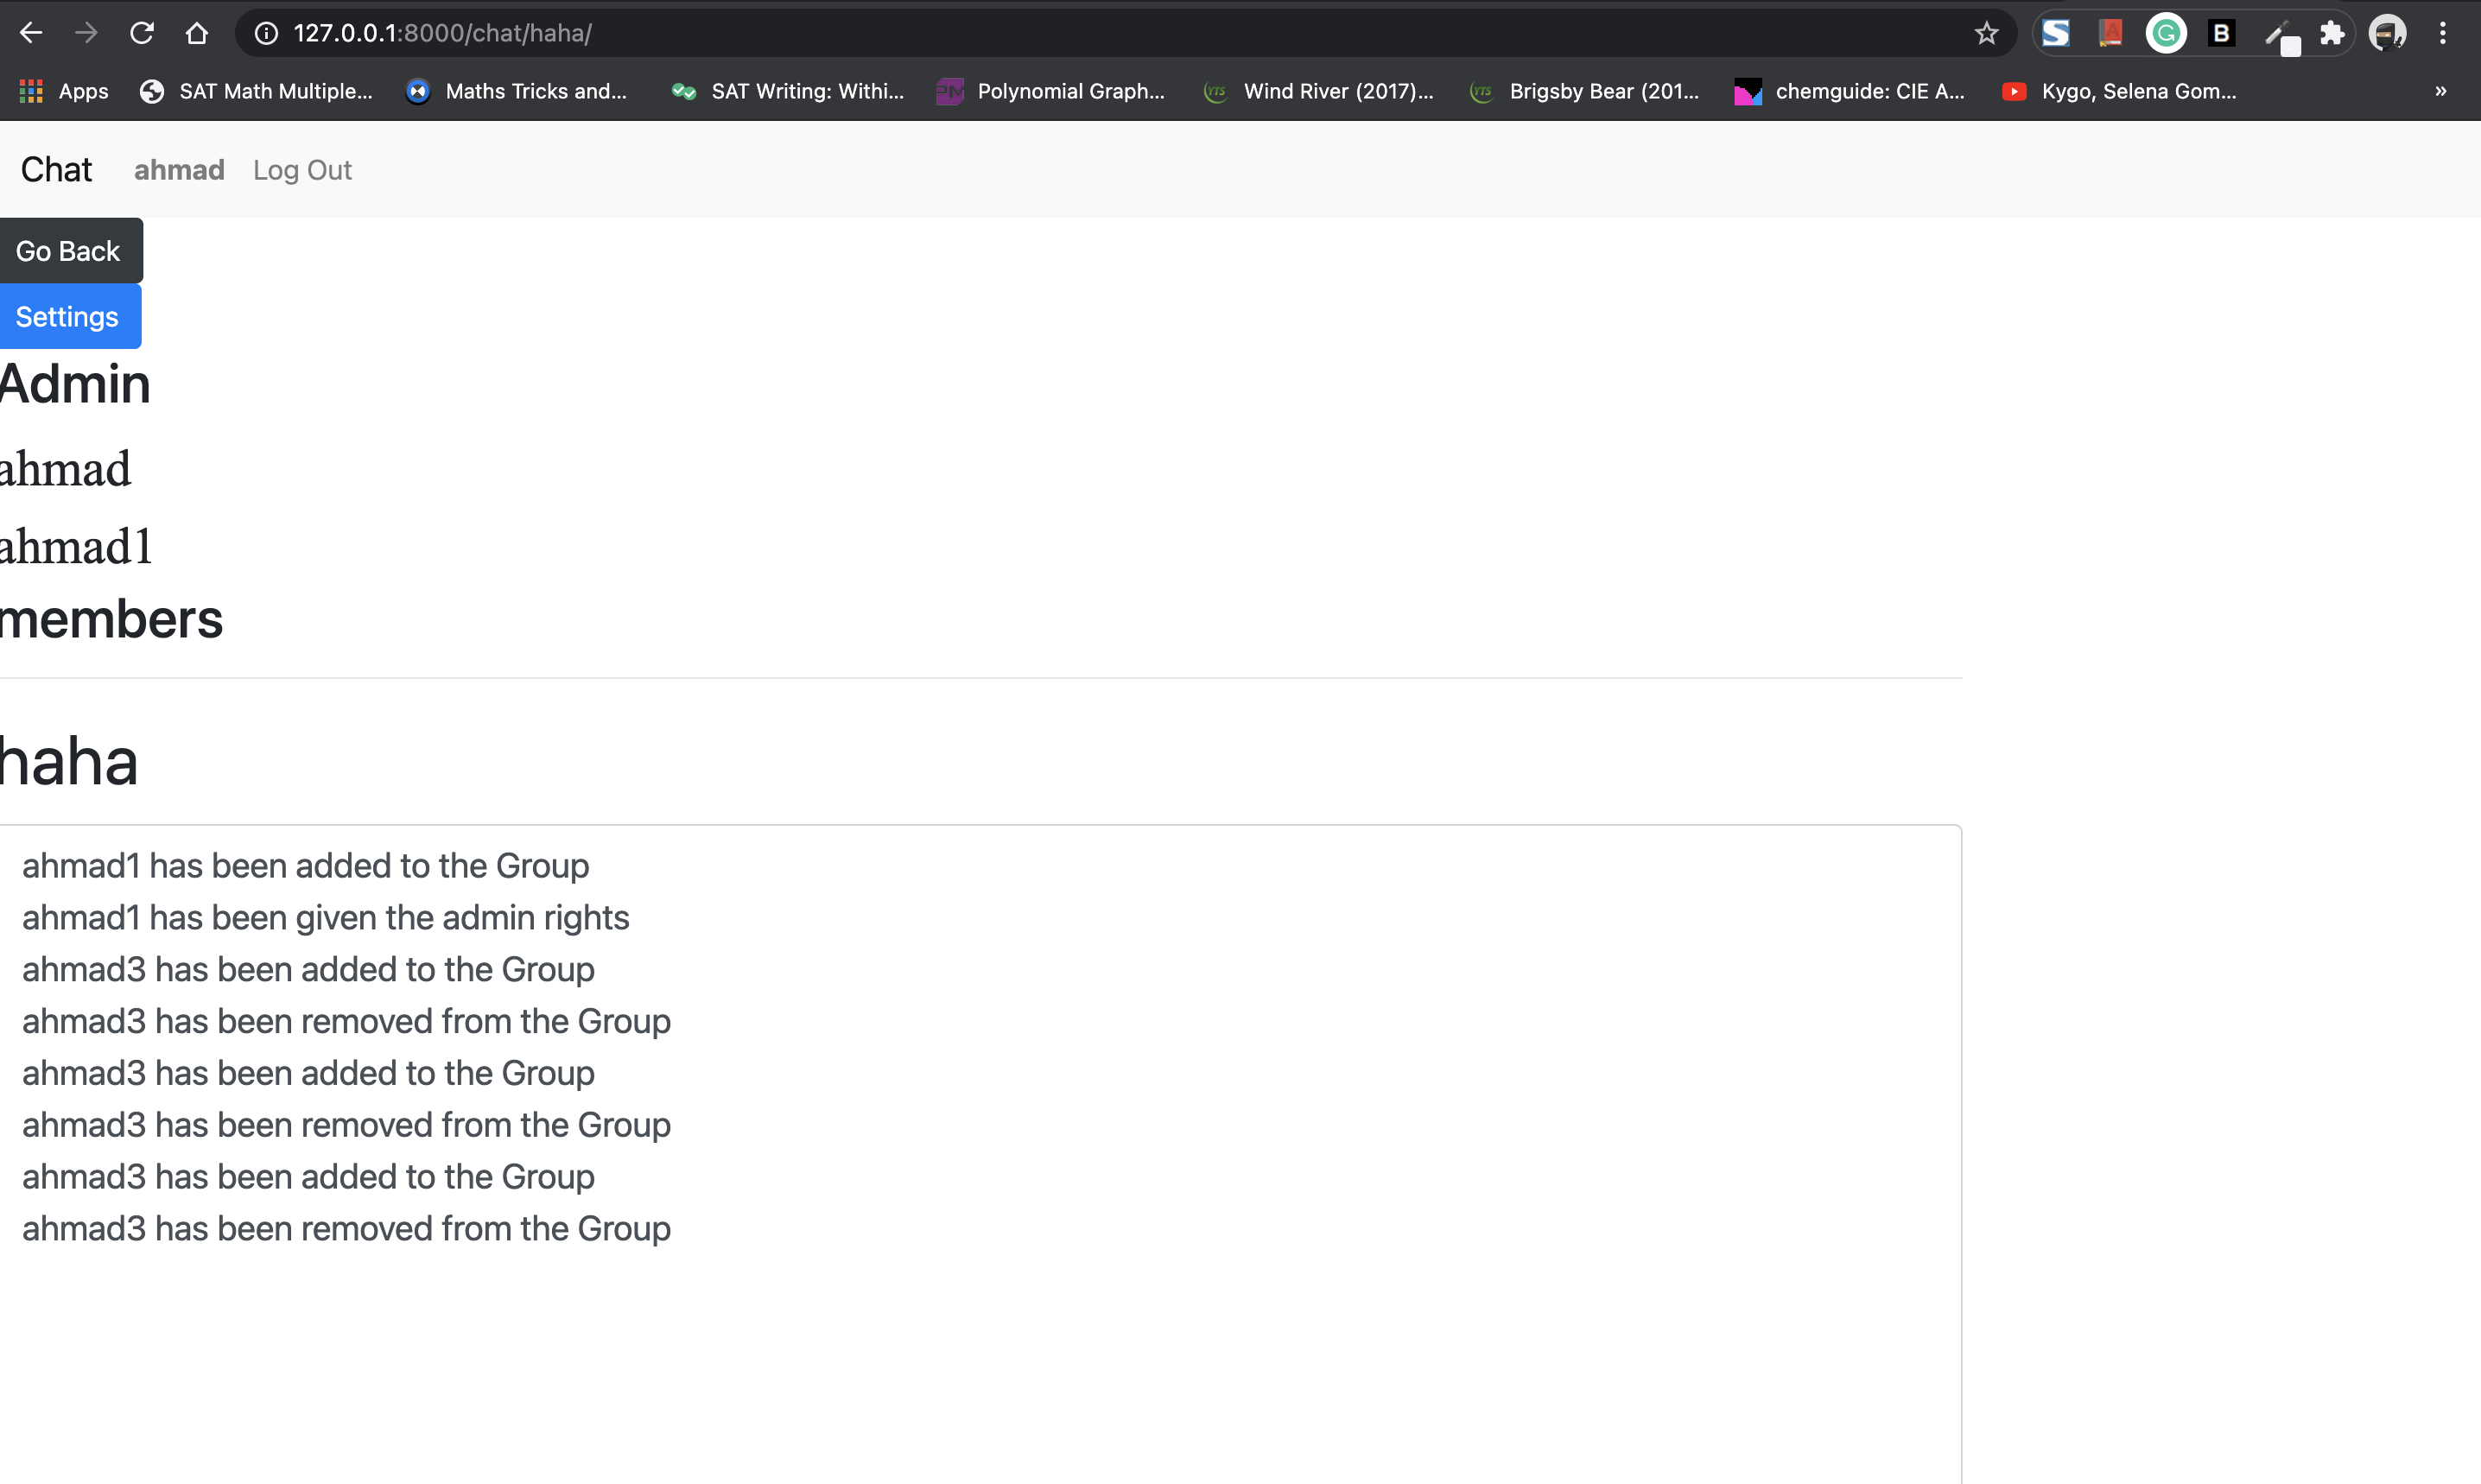 127.0.0.1:8000/chat/haha/
Apps SAT Math Multiple... Maths Tricks and... SAT Writing: Withi... PM Polynomial Graph... YTS Wind River (2017)... YTS Brigsby Bear (201... chemguide: CIE A... Kygo, Selena Gom... »
Chat ahmad Log Out
Go Back
Settings
Admin
ahmad
ahmad1
members
haha
ahmad1 has been added to the Group
ahmad1 has been given the admin rights
ahmad3 has been added to the Group
ahmad3 has been removed from the Group
ahmad3 has been added to the Group
ahmad3 has been removed from the Group
ahmad3 has been added to the Group
ahmad3 has been removed from the Group